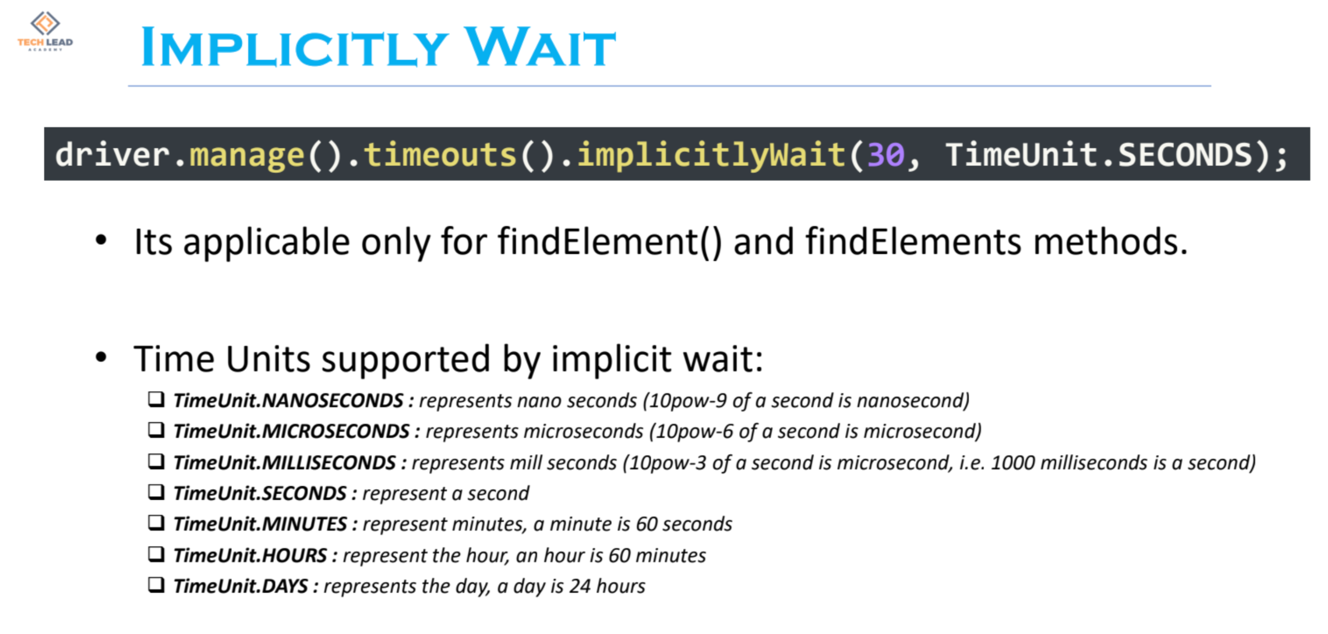 TECH LEAD
ACADEMY
IMPLICITLY WAIT
driver.manage().timeouts().implicitlyWait(30, TimeUnit.SECONDS);
• Its applicable only for findElement() and findElements methods.
• Time Units supported by implicit wait:
❑ TimeUnit.NANOSECONDS : represents nano seconds (10pow-9 of a second is nanosecond)
❑ TimeUnit.MICROSECONDS : represents microseconds (10pow-6 of a second is microsecond)
❑ TimeUnit.MILLISECONDS : represents mill seconds (10pow-3 of a second is microsecond, i.e. 1000 milliseconds is a second)
❑ TimeUnit.SECONDS : represent a second
❑ TimeUnit.MINUTES : represent minutes, a minute is 60 seconds
❑ TimeUnit.HOURS : represent the hour, an hour is 60 minutes
❑ TimeUnit.DAYS : represents the day, a day is 24 hours